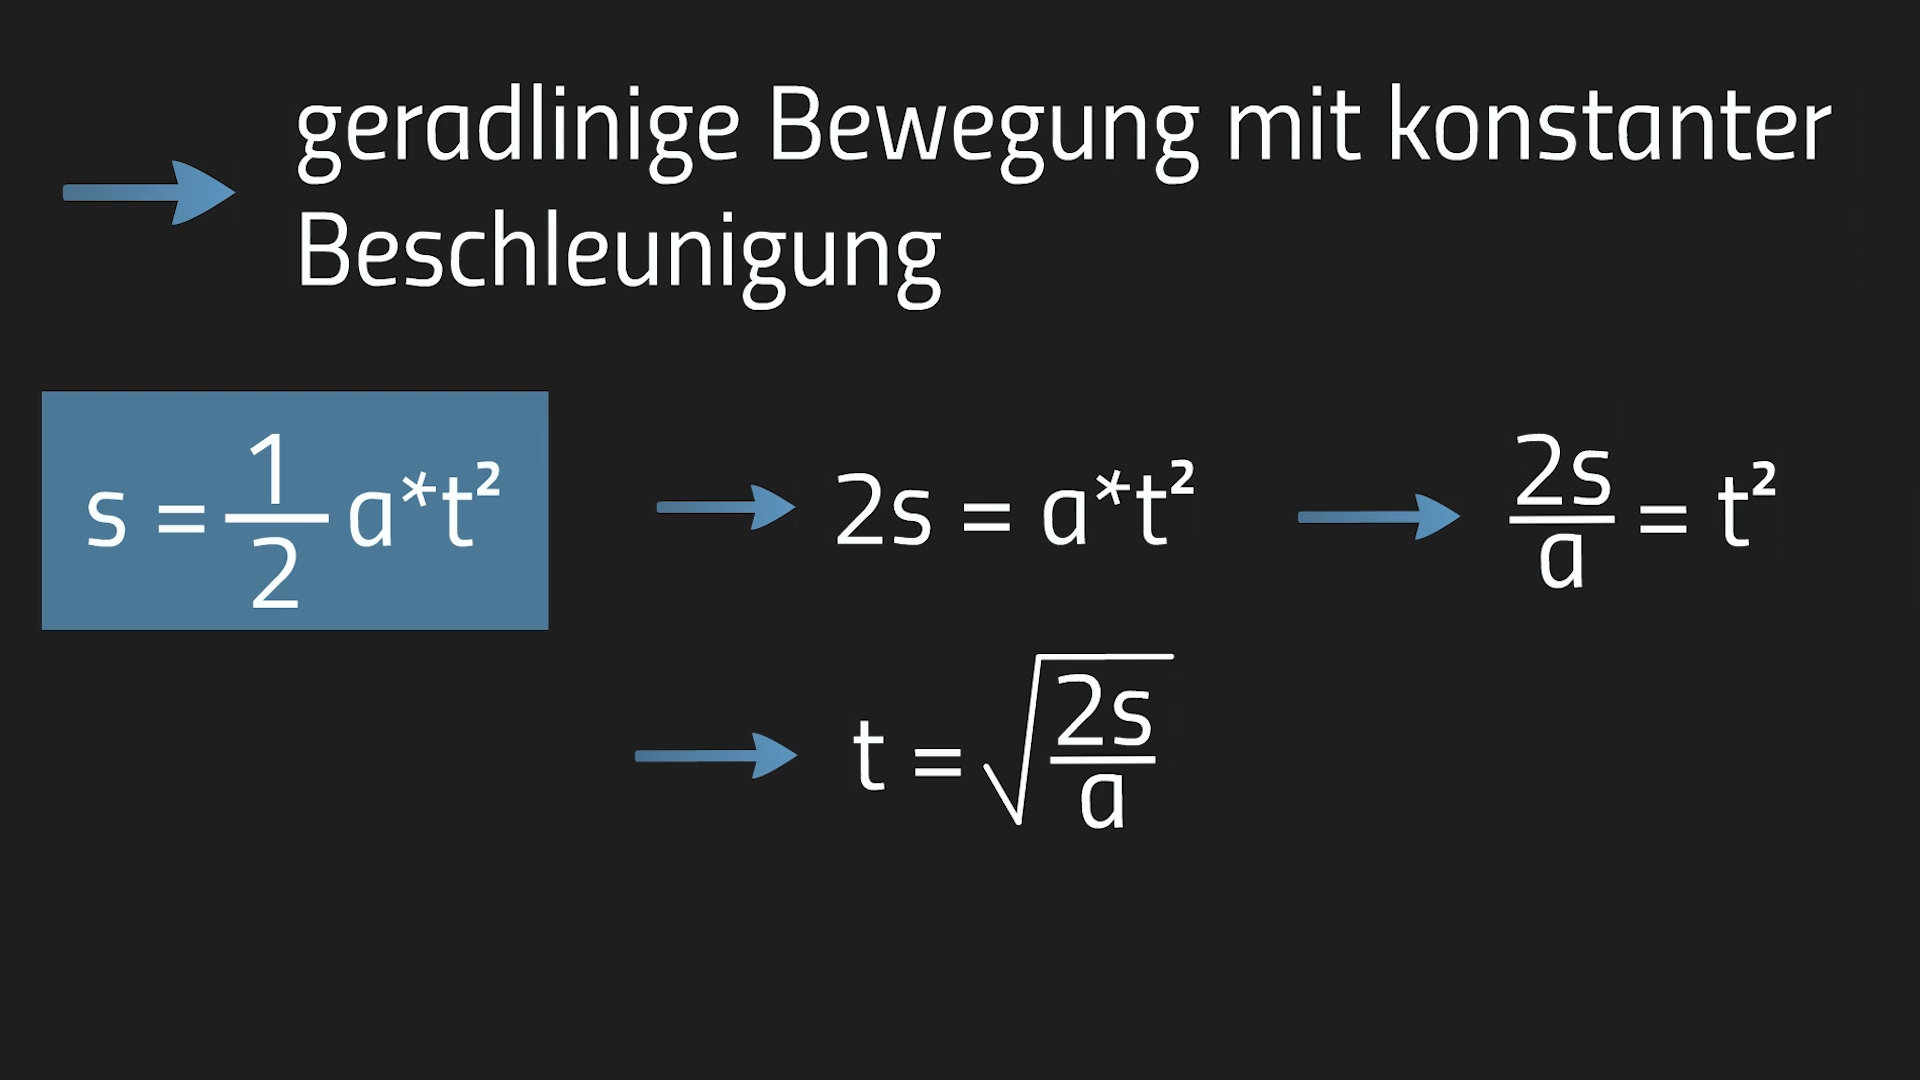 geradlinige Bewegung mit konstanter
Beschleunigung
s = 1/2 a*t²
2s = a*t²
2s/a = t²
t = √(2s/a)